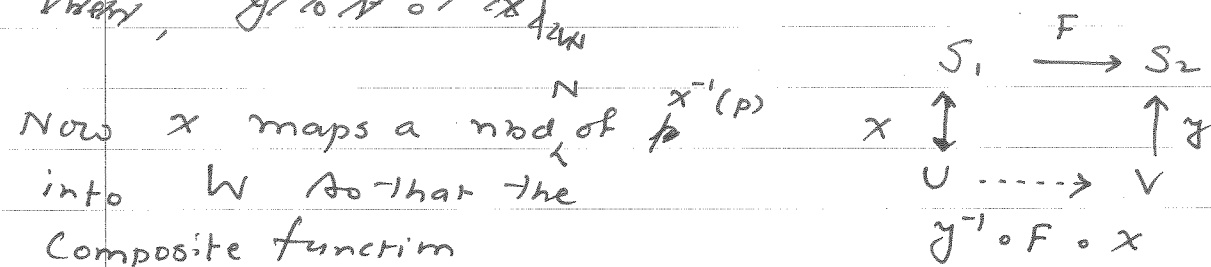 Now x maps a nbd N of x⁻¹(p)
into W so that the
Composite function
S₁ F→ S₂
x ↕ ↑ y
U ⇢ V
y⁻¹ ∘ F ∘ x